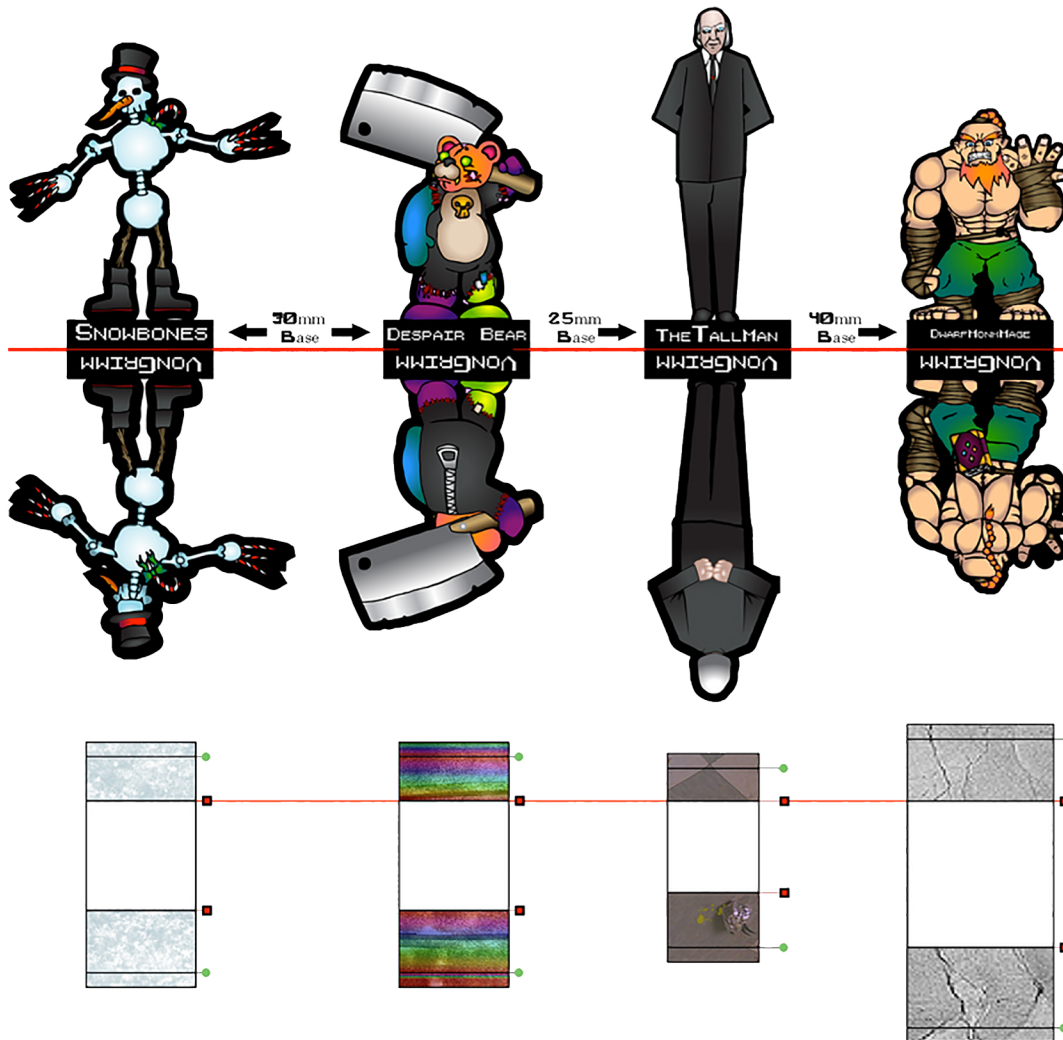 SNOWBONES
30mm
Base
DESPAIR BEAR
25mm
Base
THETALLMAN
40mm
Base
DWARFMONKMAGE
VONGRIMM
VONGRIMM
VONGRIMM
VONGRIMM